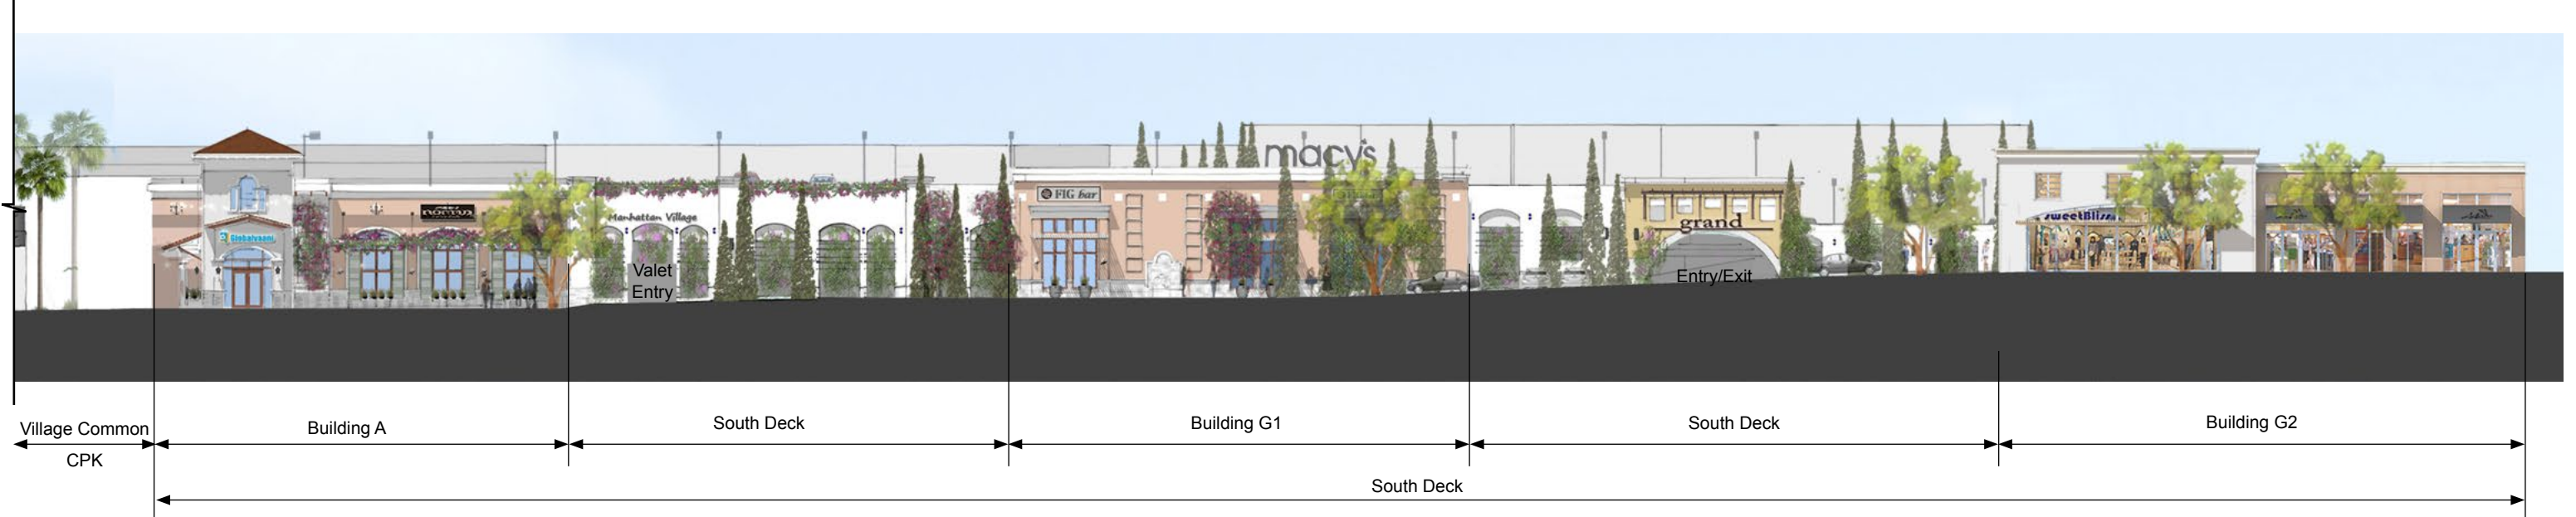 macy's
FIG bar
Manhattan Village
grand
sweetBliss
Globalvaani
Valet
Entry
Entry/Exit
Village Common
CPK
Building A
South Deck
Building G1
South Deck
Building G2
South Deck